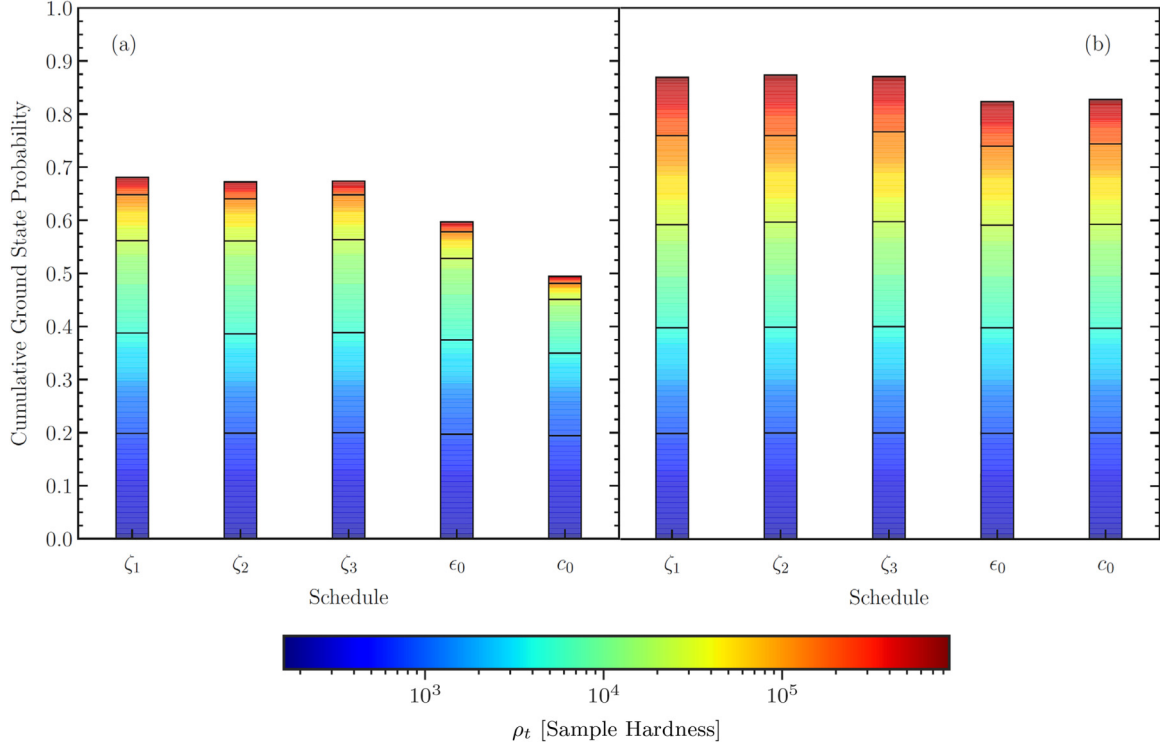 (a) (b)
Cumulative Ground State Probability
1.0
0.9
0.8
0.7
0.6
0.5
0.4
0.3
0.2
0.1
0.0
ζ₁ ζ₂ ζ₃ ϵ₀ c₀ ζ₁ ζ₂ ζ₃ ϵ₀ c₀
Schedule Schedule
10³ 10⁴ 10⁵
ρₜ [Sample Hardness]